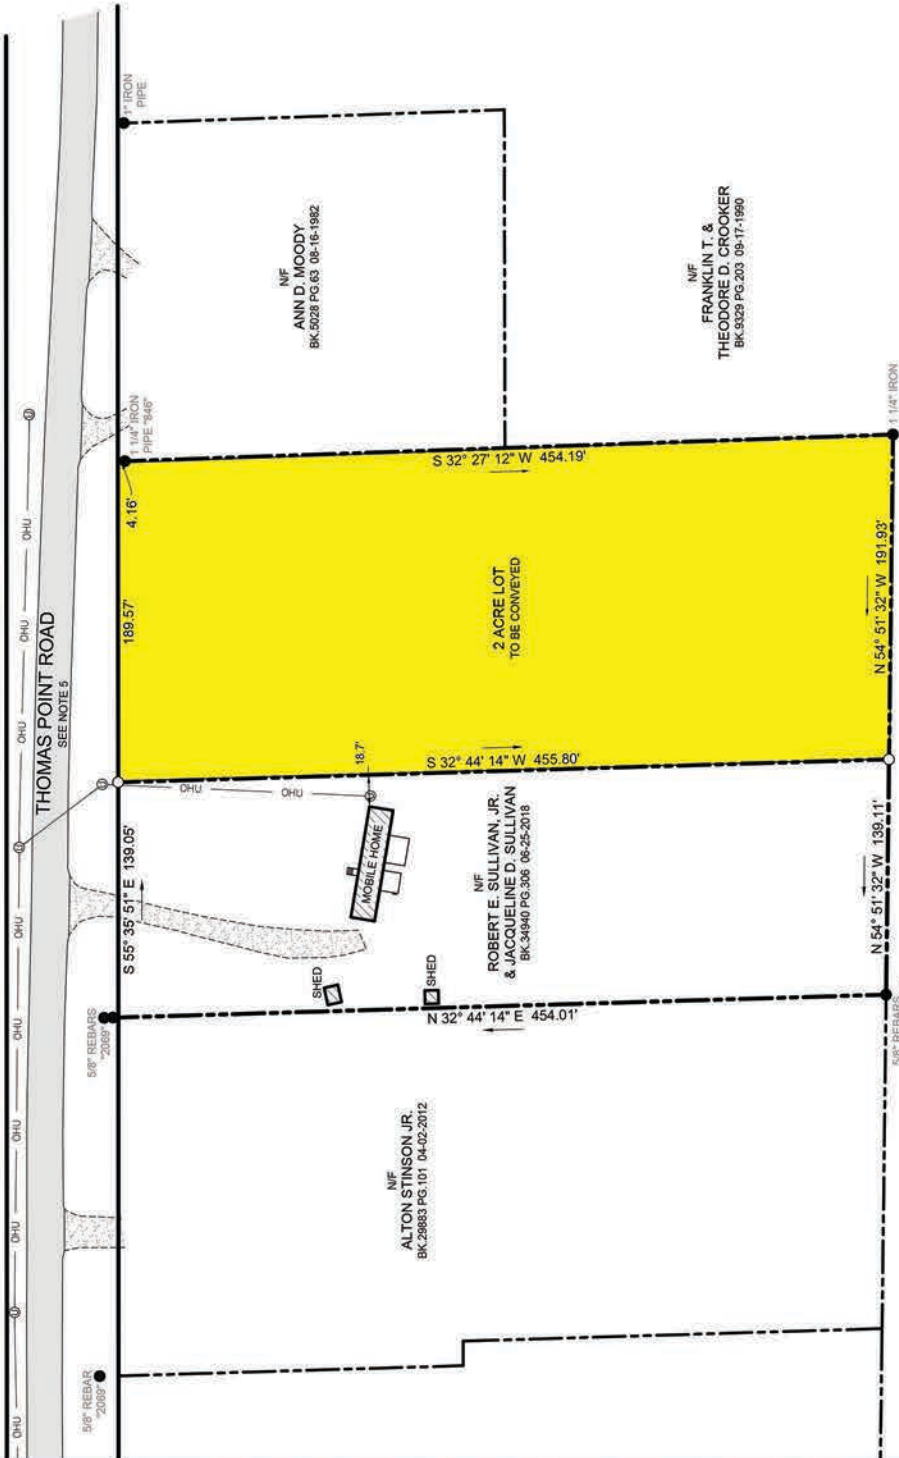 THOMAS POINT ROAD
SEE NOTE 5
OHU
OHU
OHU
OHU
OHU
OHU
OHU
OHU
OHU
OHU
OHU
OHU
5/8" REBAR
"2069"
5/8" REBARS
"2069"
S 55° 35' 51" E 139.05'
189.57'
4.16'
1 1/4" IRON
PIPE "846"
1" IRON
PIPE
N/F
ALTON STINSON JR.
BK.29883 PG.101 04-02-2012
SHED
SHED
MOBILE HOME
18.7'
N 32° 44' 14" E 454.01'
N/F
ROBERT E. SULLIVAN, JR.
& JACQUELINE D. SULLIVAN
BK.34940 PG.306 06-25-2018
S 32° 44' 14" W 455.80'
2 ACRE LOT
TO BE CONVEYED
S 32° 27' 12" W 454.19'
N/F
ANN D. MOODY
BK.5028 PG.63 08-16-1982
N/F
FRANKLIN T. &
THEODORE D. CROOKER
BK.9329 PG.203 09-17-1990
N 54° 51' 32" W 139.11'
N 54° 51' 32" W 191.93'
5/8" REBARS
1 1/4" IRON